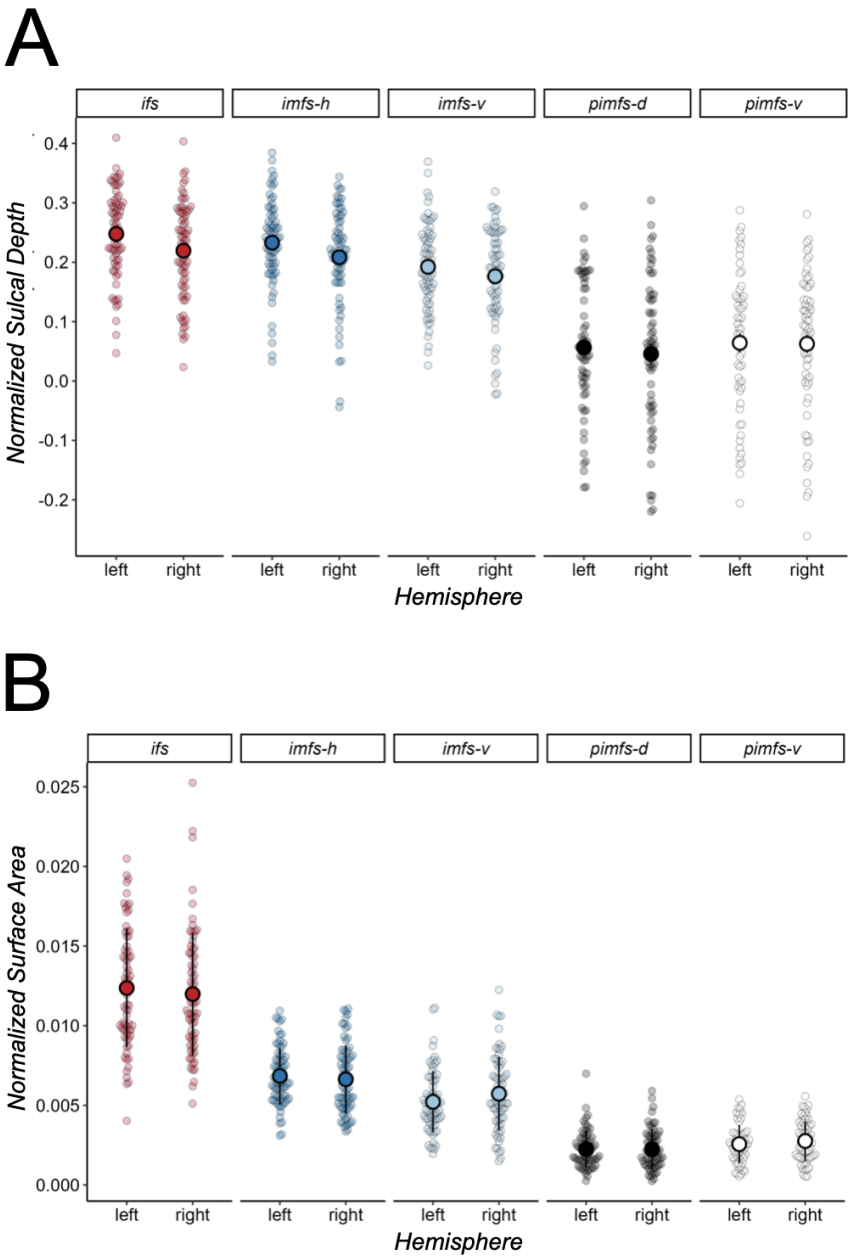 A
ifs imfs-h imfs-v pimfs-d pimfs-v
Normalized Sulcal Depth
0.4
0.3
0.2
0.1
0.0
-0.1
-0.2
left right left right left right left right left right
Hemisphere
B
ifs imfs-h imfs-v pimfs-d pimfs-v
Normalized Surface Area
0.025
0.020
0.015
0.010
0.005
0.000
left right left right left right left right left right
Hemisphere